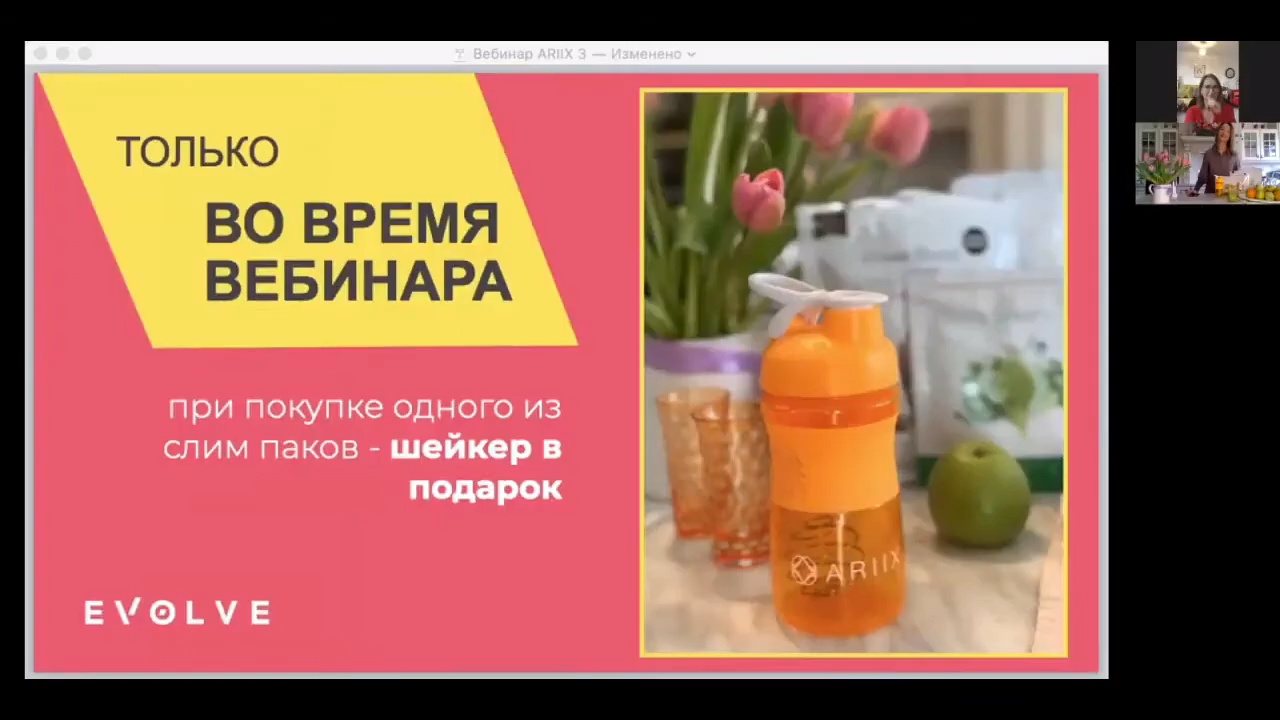 Вебинар ARIIX 3 — Изменено
ТОЛЬКО
ВО ВРЕМЯ
ВЕБИНАРА
при покупке одного из
слим паков - шейкер в
подарок
EVOLVE
ARIIX